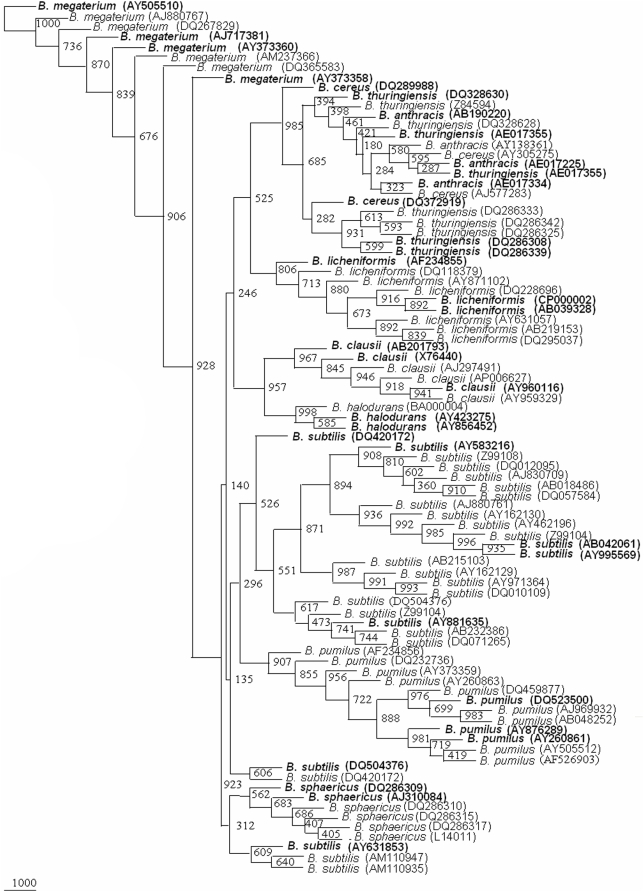 B. megaterium (AY505510)
B. megaterium (AJ880767)
1000
B. megaterium (DQ267829)
736
B. megaterium (AJ717381)
870
B. megaterium (AY373360)
839
B. megaterium (AM237366)
676
B. megaterium (DQ365583)
906
B. megaterium (AY373358)
928
B. cereus (DQ289988)
985
B. thuringiensis (DQ328630)
394
B. thuringiensis (Z84594)
398
B. anthracis (AB190220)
461
B. thuringiensis (DQ328628)
421
B. thuringiensis (AE017355)
180
B. anthracis (AY138361)
580
B. cereus (AY305275)
595
B. anthracis (AE017225)
287
B. thuringiensis (AE017355)
284
B. anthracis (AE017334)
323
B. cereus (DQ577283)
685
525
B. cereus (DQ372919)
282
B. thuringiensis (DQ286333)
613
B. thuringiensis (DQ286342)
593
B. thuringiensis (DQ286325)
931
B. thuringiensis (DQ286308)
599
B. thuringiensis (DQ286339)
246
B. licheniformis (AF234855)
806
B. licheniformis (DQ118379)
713
B. licheniformis (AY871102)
880
B. licheniformis (DQ228696)
916
B. licheniformis (CP000002)
892
B. licheniformis (AB039328)
673
B. licheniformis (AY631057)
892
B. licheniformis (AB219153)
839
B. licheniformis (DQ295037)
B. clausii (AB201793)
967
B. clausii (X76440)
845
B. clausii (AJ297491)
946
B. clausii (AP006627)
918
B. clausii (AY960116)
941
B. clausii (AY959329)
957
B. halodurans (BA000004)
998
B. halodurans (AY423275)
585
B. halodurans (AY856452)
140
B. subtilis (DQ420172)
526
B. subtilis (AY583216)
908
B. subtilis (Z99108)
810
B. subtilis (DQ012095)
602
B. subtilis (AJ830709)
360
B. subtilis (AB018486)
910
B. subtilis (DQ057584)
894
B. subtilis (AJ880761)
936
B. subtilis (AY162130)
992
B. subtilis (AY462196)
985
B. subtilis (Z99104)
996
B. subtilis (AB042061)
935
B. subtilis (AY995569)
871
B. subtilis (AB215103)
987
B. subtilis (AY162129)
991
B. subtilis (AY971364)
993
B. subtilis (DQ010109)
551
296
B. subtilis (DQ504376)
617
B. subtilis (Z99104)
473
B. subtilis (AY881635)
741
B. subtilis (AB232386)
744
B. subtilis (DQ071265)
135
B. pumilus (AF234856)
907
B. pumilus (DQ232736)
855
B. pumilus (AY373359)
956
B. pumilus (AY260863)
722
B. pumilus (DQ459877)
976
B. pumilus (DQ523500)
699
B. pumilus (AJ969932)
983
B. pumilus (AB048252)
888
B. pumilus (AY876289)
981
B. pumilus (AY260861)
719
B. pumilus (AY505512)
419
B. pumilus (AF526903)
B. subtilis (DQ504376)
606
B. subtilis (DQ420172)
923
B. sphaericus (DQ286309)
562
B. sphaericus (AJ310084)
683
B. sphaericus (DQ286310)
686
B. sphaericus (DQ286315)
407
B. sphaericus (DQ286317)
405
B. sphaericus (L14011)
312
B. subtilis (AY631853)
609
B. subtilis (AM110947)
640
B. subtilis (AM110935)
1000